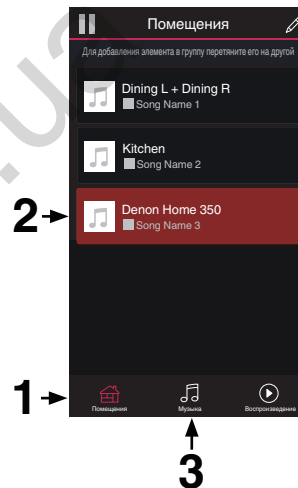 Помещения
Для добавления элемента в группу перетяните его на другой
Dining L + Dining R
Song Name 1
Kitchen
Song Name 2
2
Denon Home 350
Song Name 3
1
Помещения
Музыка
Воспроизведение
3
.ua